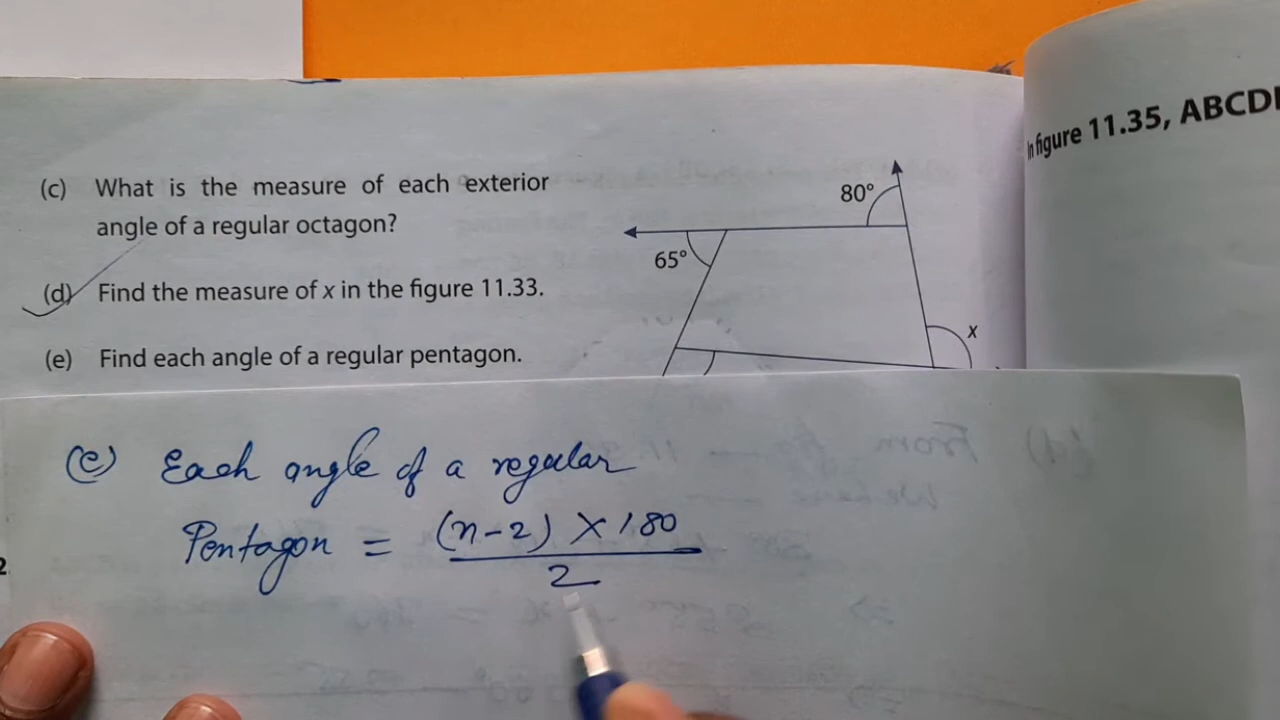 In figure 11.35, ABCD
(c) What is the measure of each exterior
angle of a regular octagon?
(d) Find the measure of x in the figure 11.33.
(e) Find each angle of a regular pentagon.
80°
65°
x
(e) Each angle of a regular
Pentagon = (n-2) × 180
2
2